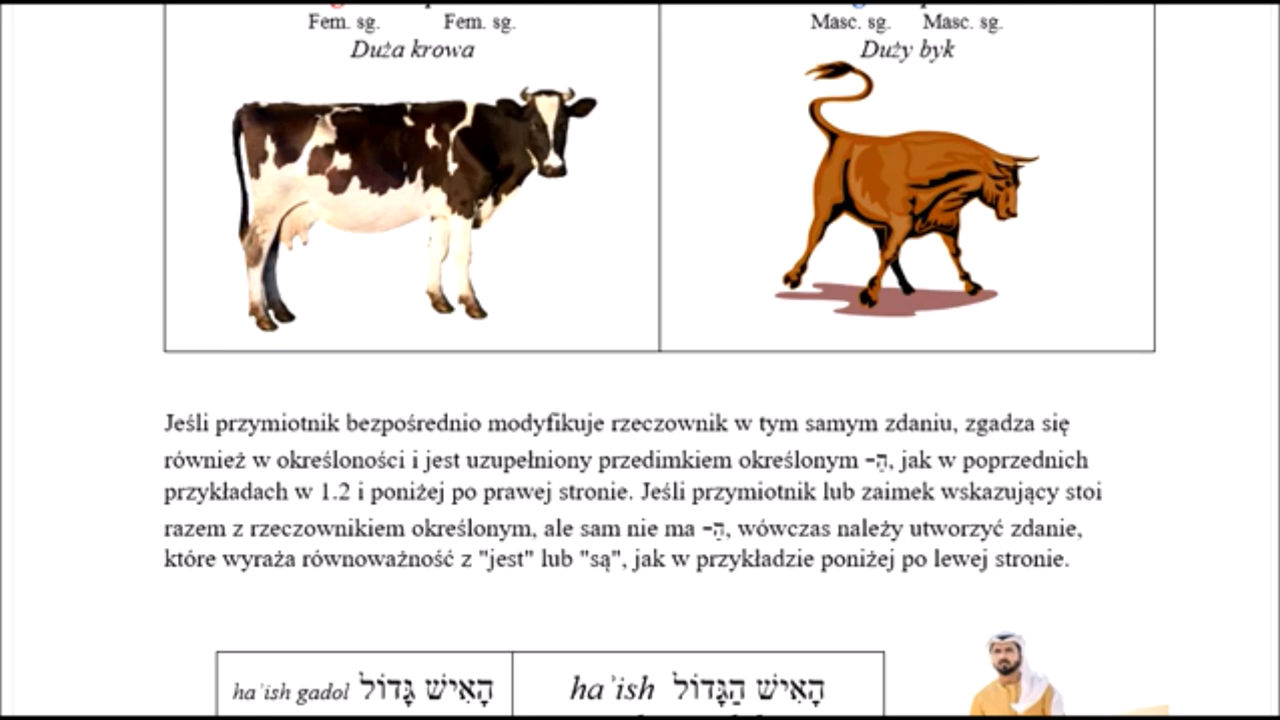 Fem. sg. Fem. sg.
Duża krowa
Masc. sg. Masc. sg.
Duży byk
Jeśli przymiotnik bezpośrednio modyfikuje rzeczownik w tym samym zdaniu, zgadza się
również w określoności i jest uzupełniony przedimkiem określonym הַ-, jak w poprzednich
przykładach w 1.2 i poniżej po prawej stronie. Jeśli przymiotnik lub zaimek wskazujący stoi
razem z rzeczownikiem określonym, ale sam nie ma הַ-, wówczas należy utworzyć zdanie,
które wyraża równoważność z "jest" lub "są", jak w przykładzie poniżej po lewej stronie.
ha ʾish gadol הָאִישׁ גָּדוֹל
ha ʾish הָאִישׁ הַגָּדוֹל